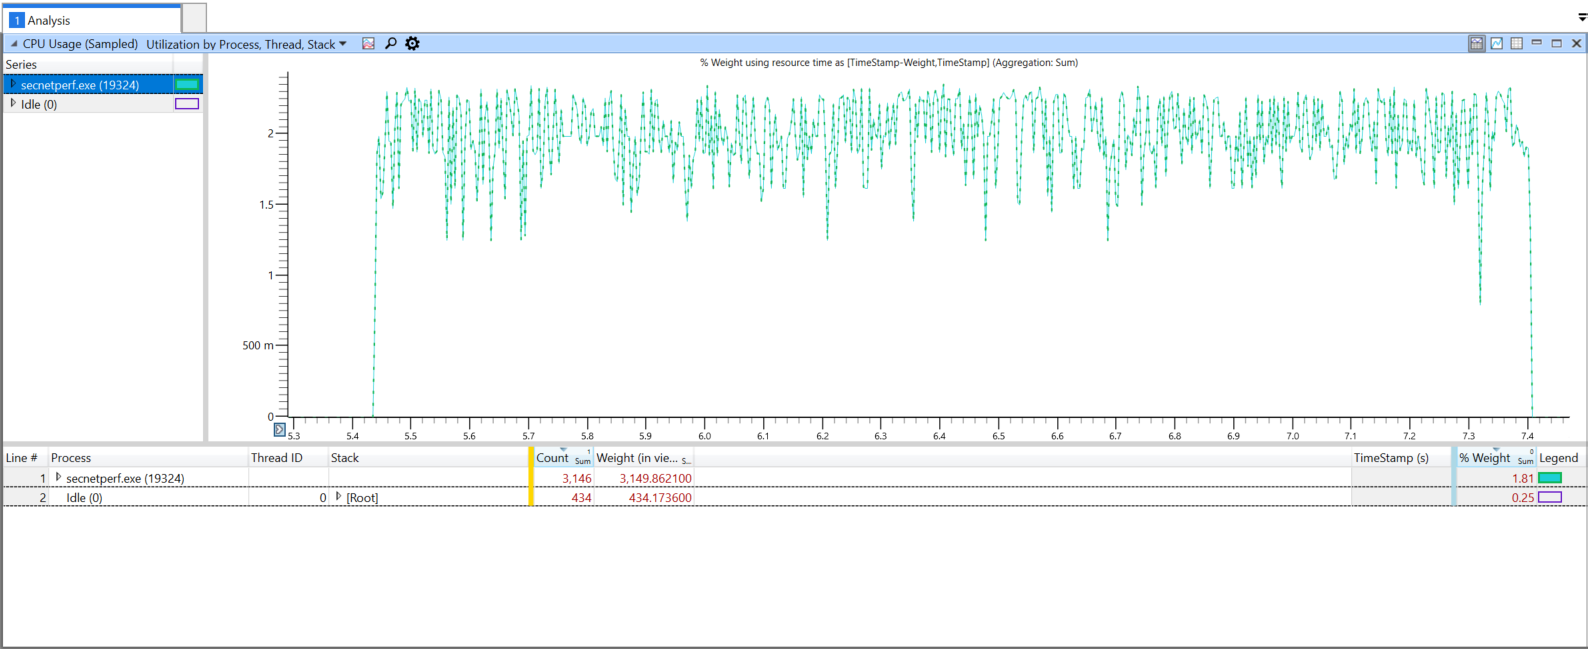 1 Analysis
CPU Usage (Sampled) Utilization by Process, Thread, Stack
Series
secnetperf.exe (19324)
Idle (0)
% Weight using resource time as [TimeStamp-Weight,TimeStamp] (Aggregation: Sum)
2
1.5
1
500 m
0
5.3 5.4 5.5 5.6 5.7 5.8 5.9 6.0 6.1 6.2 6.3 6.4 6.5 6.6 6.7 6.8 6.9 7.0 7.1 7.2 7.3 7.4
Line # Process Thread ID Stack Count 1 Sum Weight (in vie... S... TimeStamp (s) % Weight 0 Sum Legend
1 secnetperf.exe (19324) 3,146 3,149.862100 1.81
2 Idle (0) 0 [Root] 434 434.173600 0.25